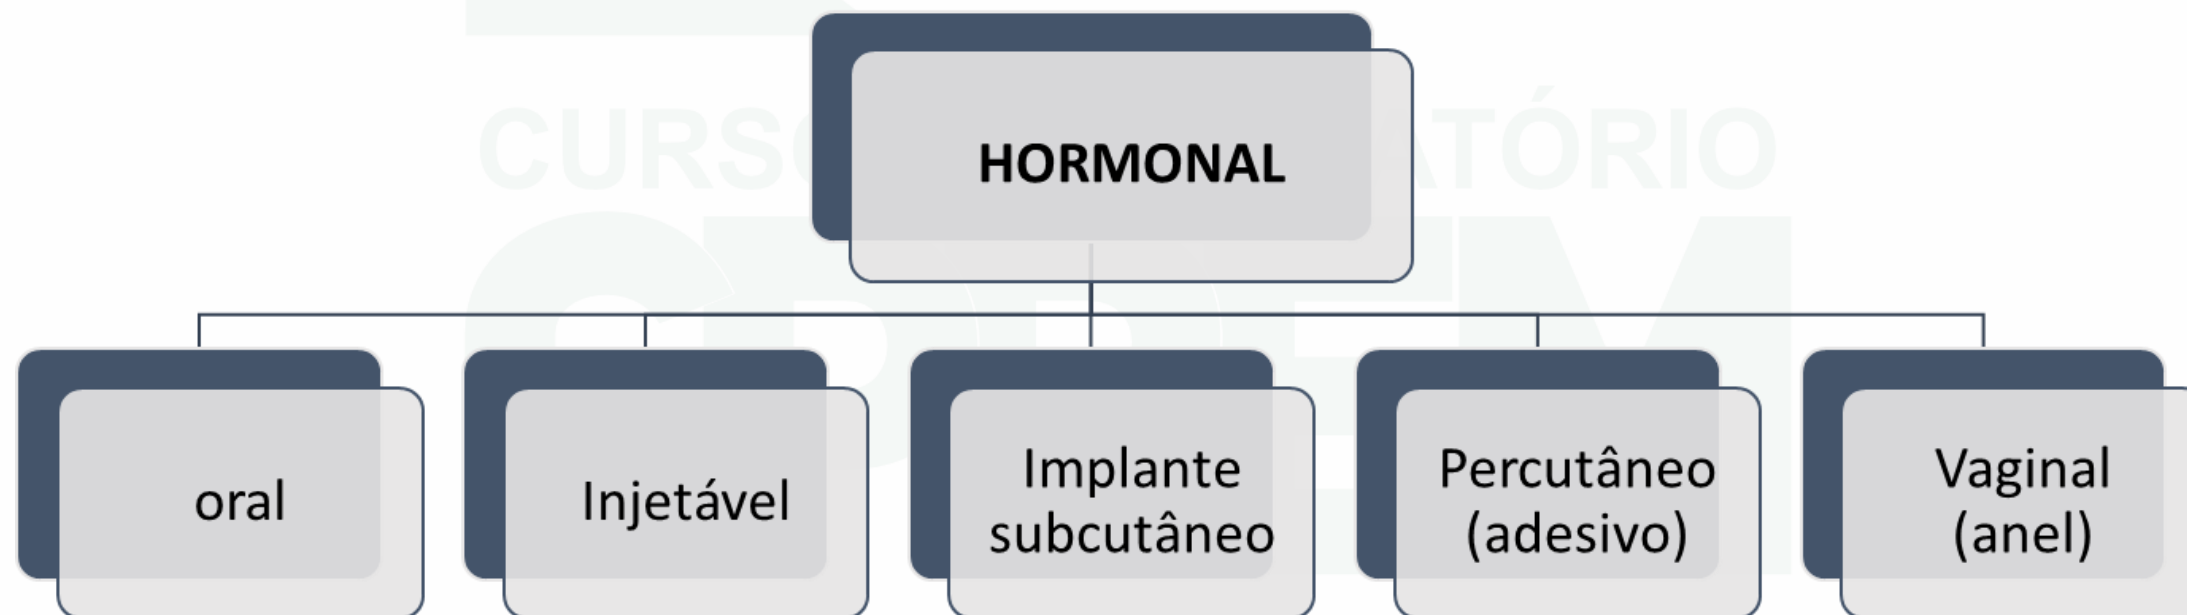 HORMONAL
oral
Injetável
Implante
subcutâneo
Percutâneo
(adesivo)
Vaginal
(anel)